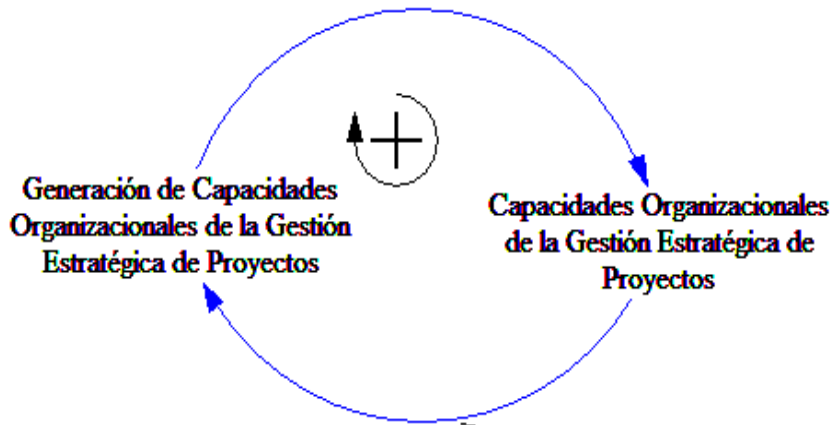 Generación de Capacidades
Organizacionales de la Gestión
Estratégica de Proyectos
Capacidades Organizacionales
de la Gestión Estratégica de
Proyectos